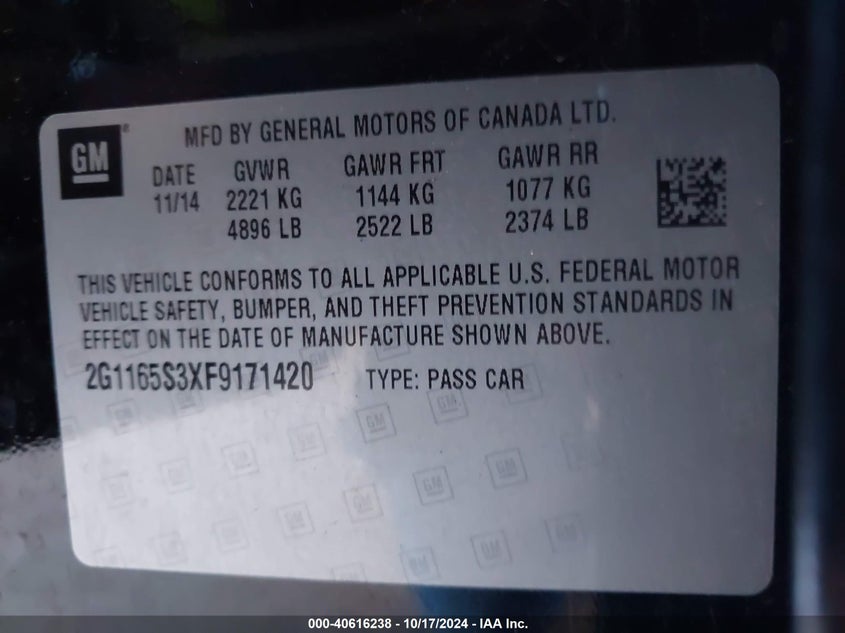 GM
MFD BY GENERAL MOTORS OF CANADA LTD.
DATE GVWR GAWR FRT GAWR RR
11/14 2221 KG 1144 KG 1077 KG
4896 LB 2522 LB 2374 LB
THIS VEHICLE CONFORMS TO ALL APPLICABLE U.S. FEDERAL MOTOR
VEHICLE SAFETY, BUMPER, AND THEFT PREVENTION STANDARDS IN
EFFECT ON THE DATE OF MANUFACTURE SHOWN ABOVE.
2G1165S3XF9171420 TYPE: PASS CAR
000-40616238 - 10/17/2024 - IAA Inc.